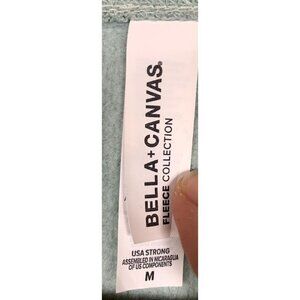 BELLA+CANVAS®
FLEECE COLLECTION
USA STRONG
ASSEMBLED IN NICARAGUA
OF US COMPONENTS
M